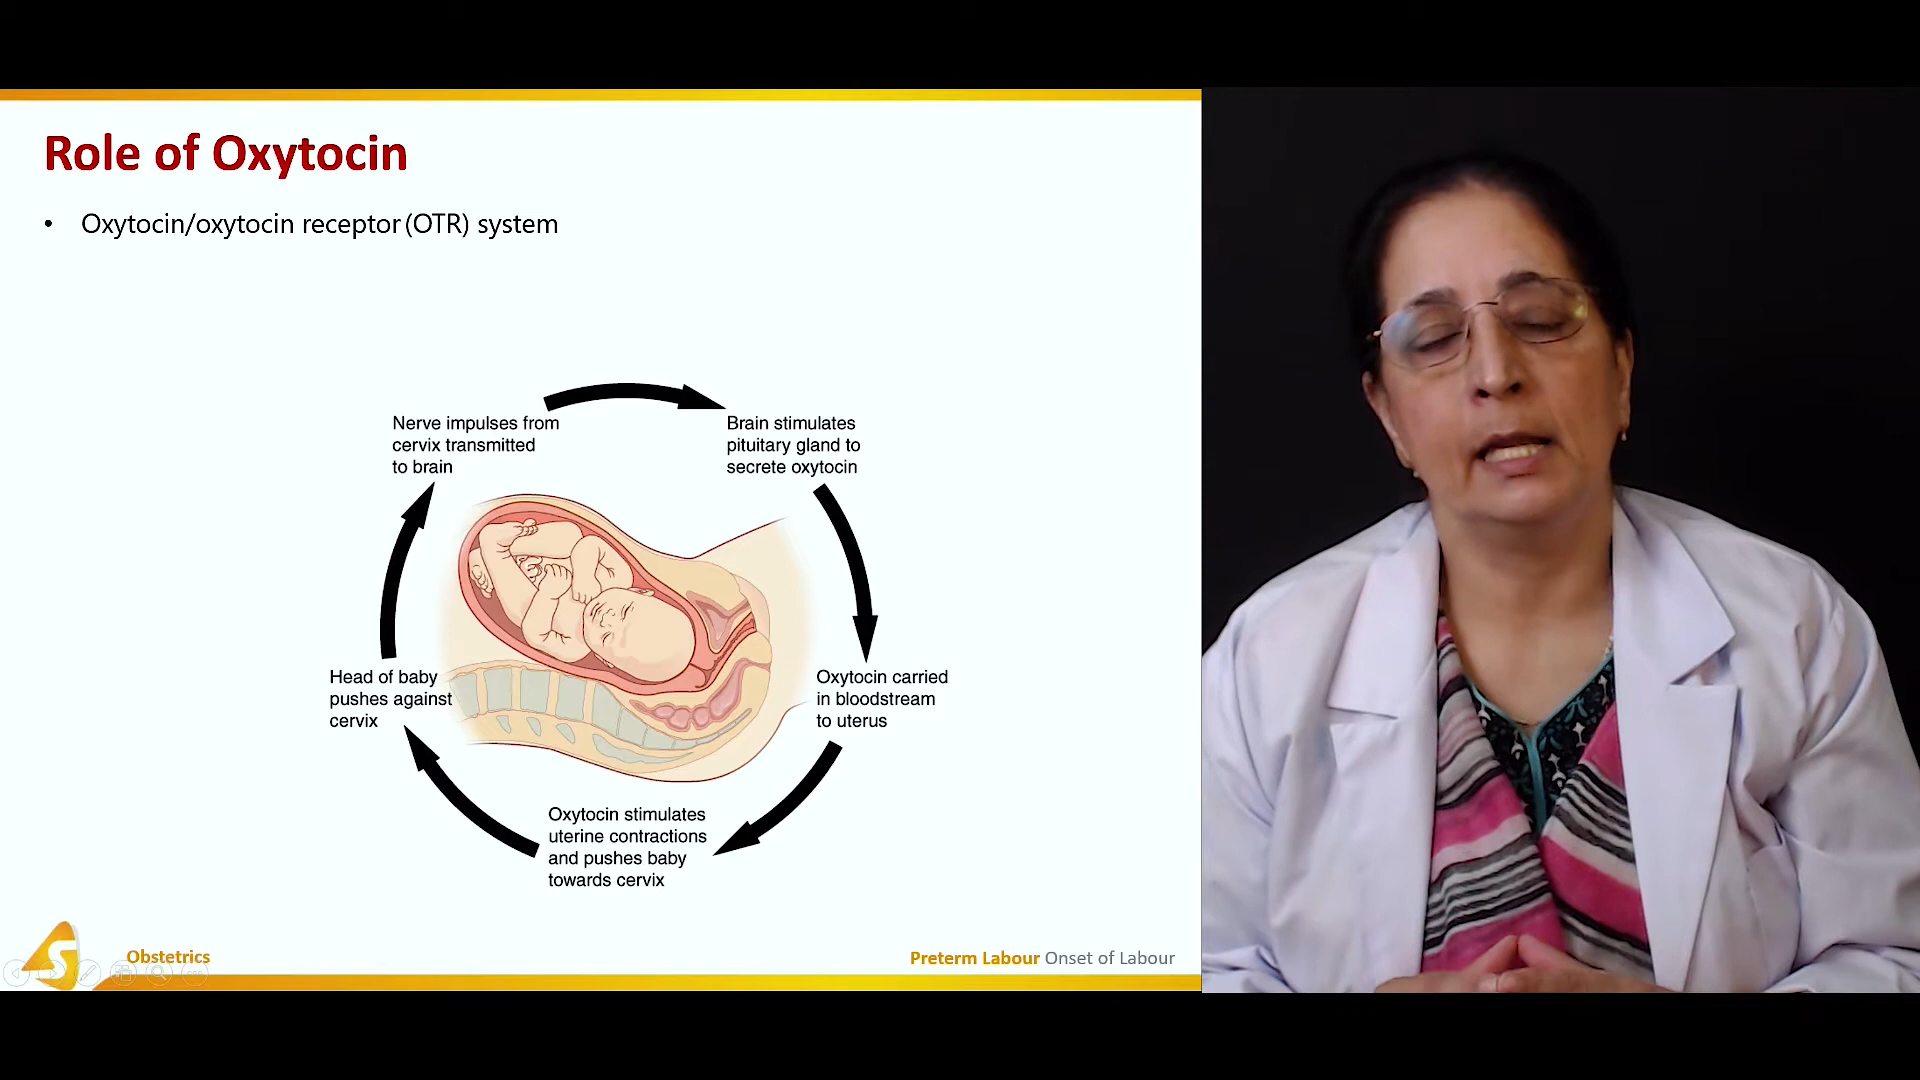 Role of Oxytocin
• Oxytocin/oxytocin receptor (OTR) system
Nerve impulses from
cervix transmitted
to brain
Brain stimulates
pituitary gland to
secrete oxytocin
Head of baby
pushes against
cervix
Oxytocin carried
in bloodstream
to uterus
Oxytocin stimulates
uterine contractions
and pushes baby
towards cervix
S
Obstetrics
Preterm Labour Onset of Labour